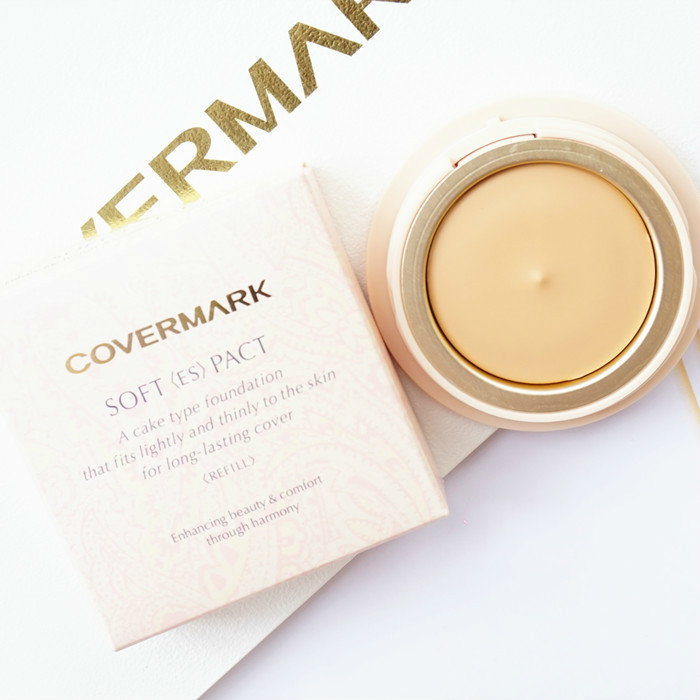 VERMARK
COVERMARK
SOFT 〈ES〉 PACT
A cake type foundation
that fits lightly and thinly to the skin
for long-lasting cover
〈REFILL〉
Enhancing beauty & comfort
through harmony